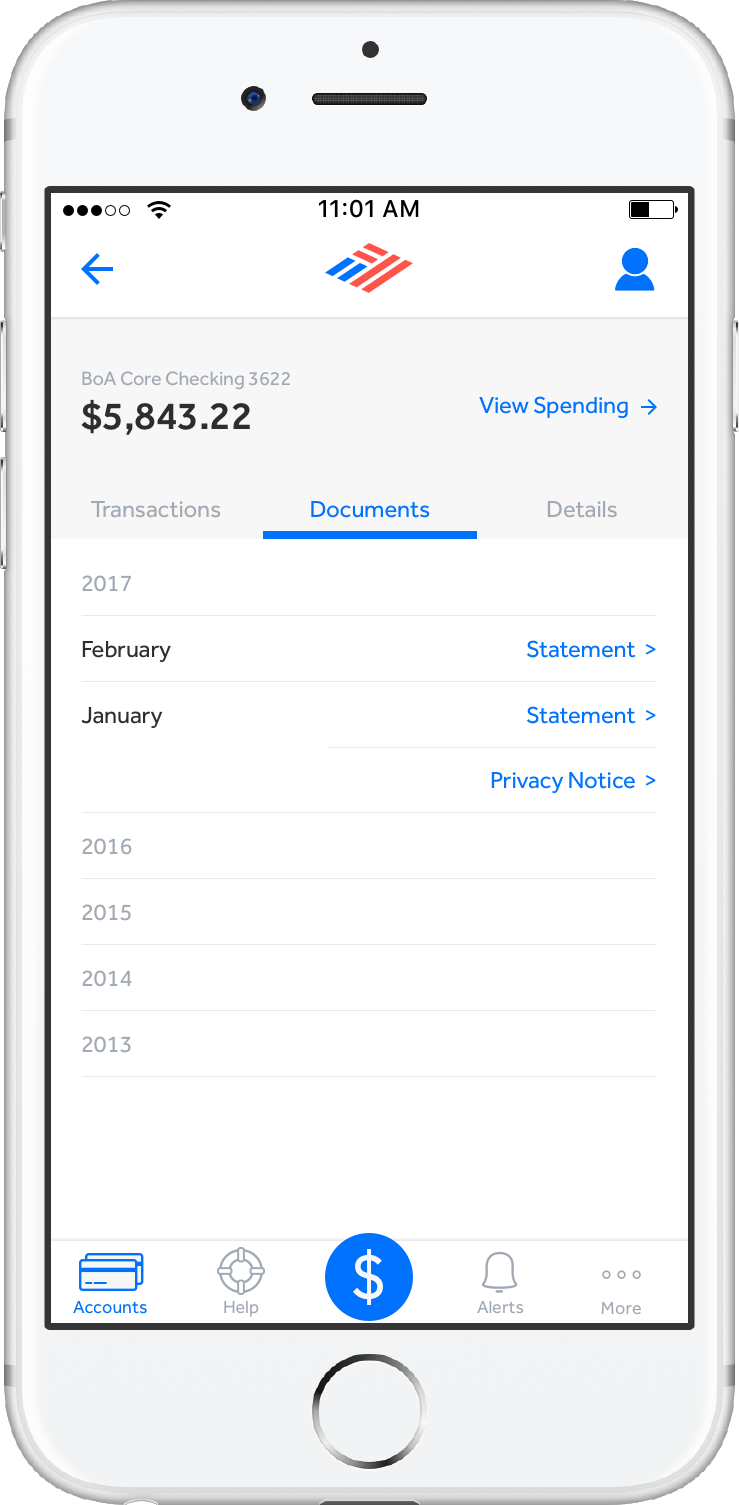 11:01 AM
BoA Core Checking 3622
$5,843.22
View Spending →
Transactions Documents Details
2017
February Statement >
January Statement >
Privacy Notice >
2016
2015
2014
2013
$
Accounts Help Alerts More